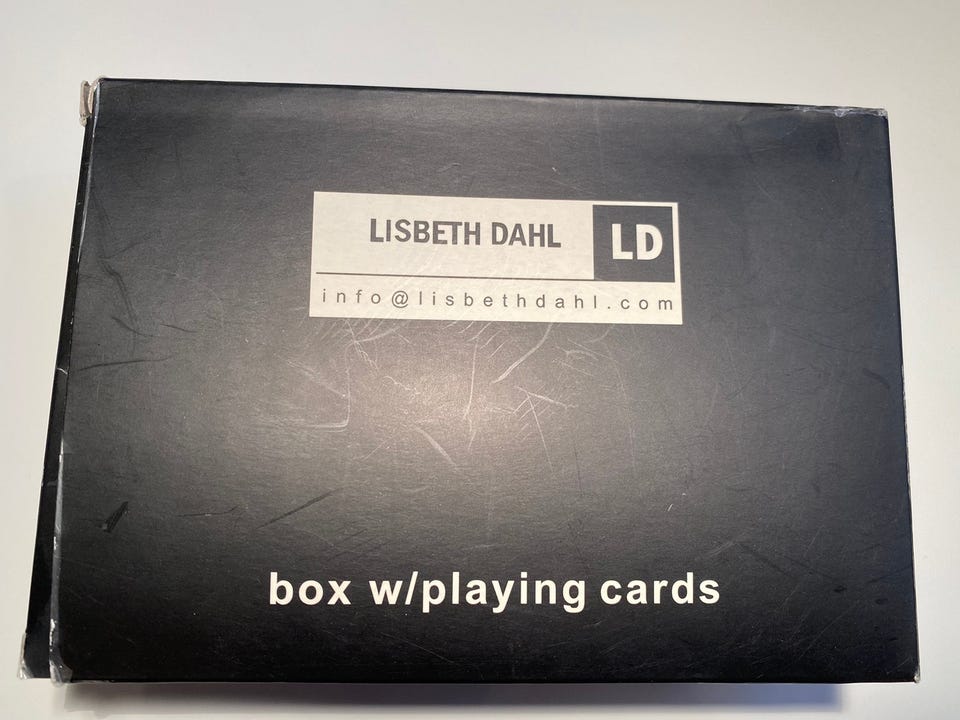 LISBETH DAHL LD
info@lisbethdahl.com
box w/playing cards